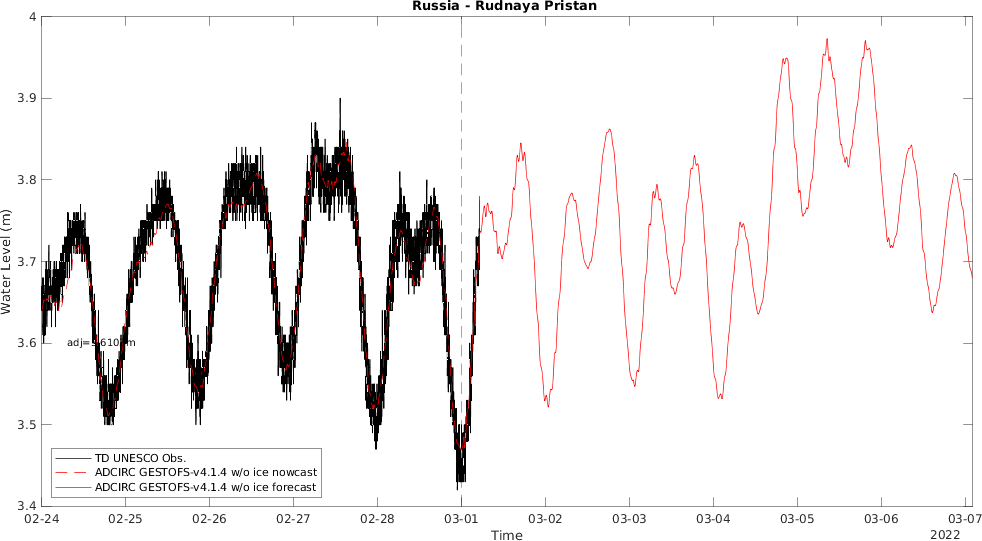 Russia - Rudnaya Pristan
4
3.9
3.8
3.7
3.6
3.5
3.4
Water Level (m)
TD UNESCO Obs.
ADCIRC GESTOFS-v4.1.4 w/o ice nowcast
ADCIRC GESTOFS-v4.1.4 w/o ice forecast
02-24 02-25 02-26 02-27 02-28 03-01 03-02 03-03 03-04 03-05 03-06 03-07
Time
2022